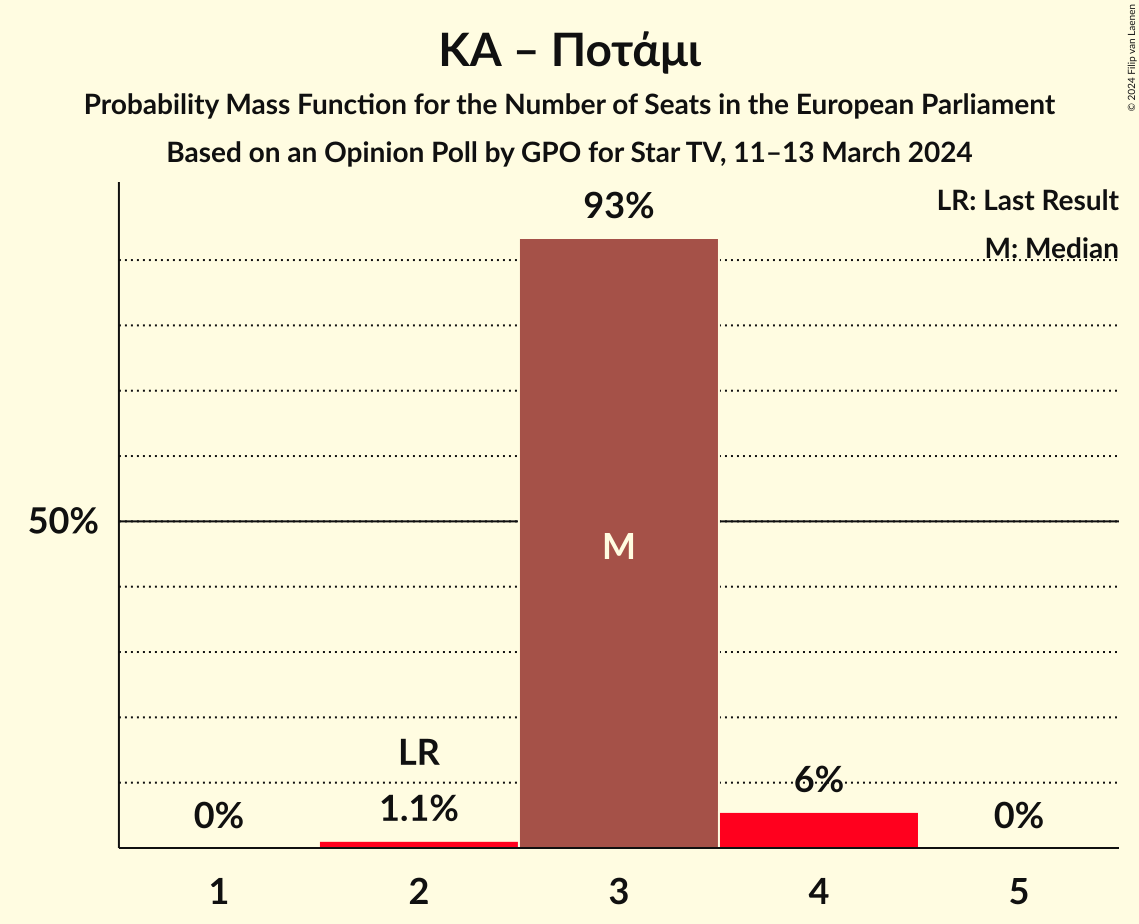 ΚΑ – Ποτάμι
Probability Mass Function for the Number of Seats in the European Parliament
Based on an Opinion Poll by GPO for Star TV, 11–13 March 2024
© 2024 Filip van Laenen
LR: Last Result
M: Median
93%
50%
M
LR
0%
1.1%
6%
0%
1
2
3
4
5